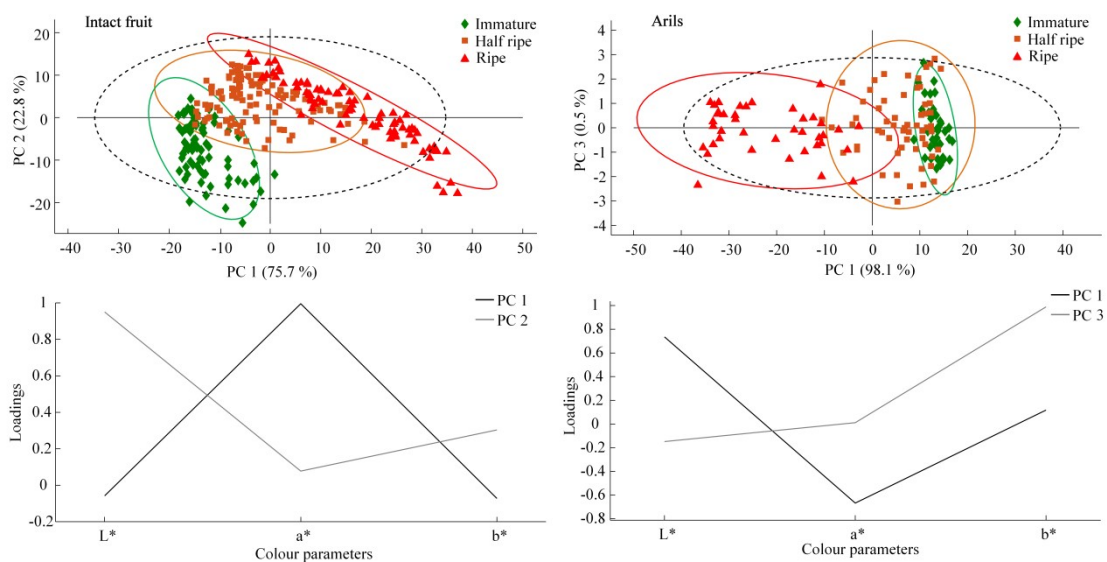 Intact fruit
Immature
Half ripe
Ripe
20
10
0
-10
-20
PC 2 (22.8 %)
-40
-30
-20
-10
0
10
20
30
40
50
PC 1 (75.7 %)
Arils
Immature
Half ripe
Ripe
4
3
2
1
0
-1
-2
-3
-4
PC 3 (0.5 %)
-50
-40
-30
-20
-10
0
10
20
30
40
PC 1 (98.1 %)
PC 1
PC 2
1
0.8
0.6
0.4
0.2
0
-0.2
Loadings
L*
a*
b*
Colour parameters
PC 1
PC 3
1
0.8
0.6
0.4
0.2
0
-0.2
-0.4
-0.6
-0.8
Loadings
L*
a*
b*
Colour parameters